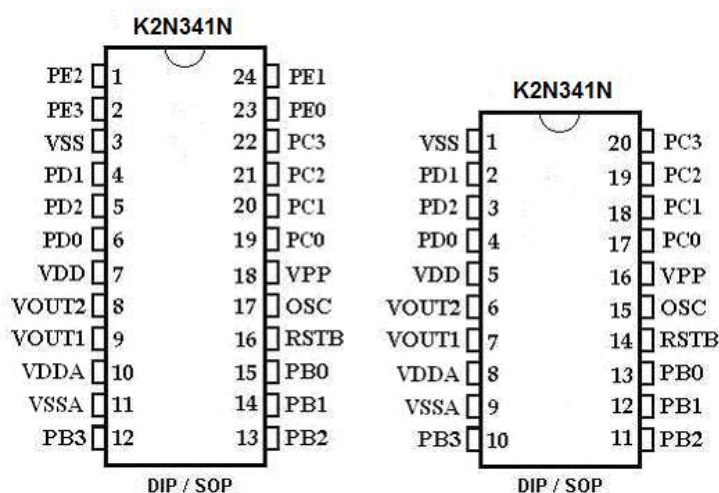 K2N341N
PE2 1 24 PE1
PE3 2 23 PE0
VSS 3 22 PC3
PD1 4 21 PC2
PD2 5 20 PC1
PD0 6 19 PC0
VDD 7 18 VPP
VOUT2 8 17 OSC
VOUT1 9 16 RSTB
VDDA 10 15 PB0
VSSA 11 14 PB1
PB3 12 13 PB2
DIP / SOP
K2N341N
VSS 1 20 PC3
PD1 2 19 PC2
PD2 3 18 PC1
PD0 4 17 PC0
VDD 5 16 VPP
VOUT2 6 15 OSC
VOUT1 7 14 RSTB
VDDA 8 13 PB0
VSSA 9 12 PB1
PB3 10 11 PB2
DIP / SOP